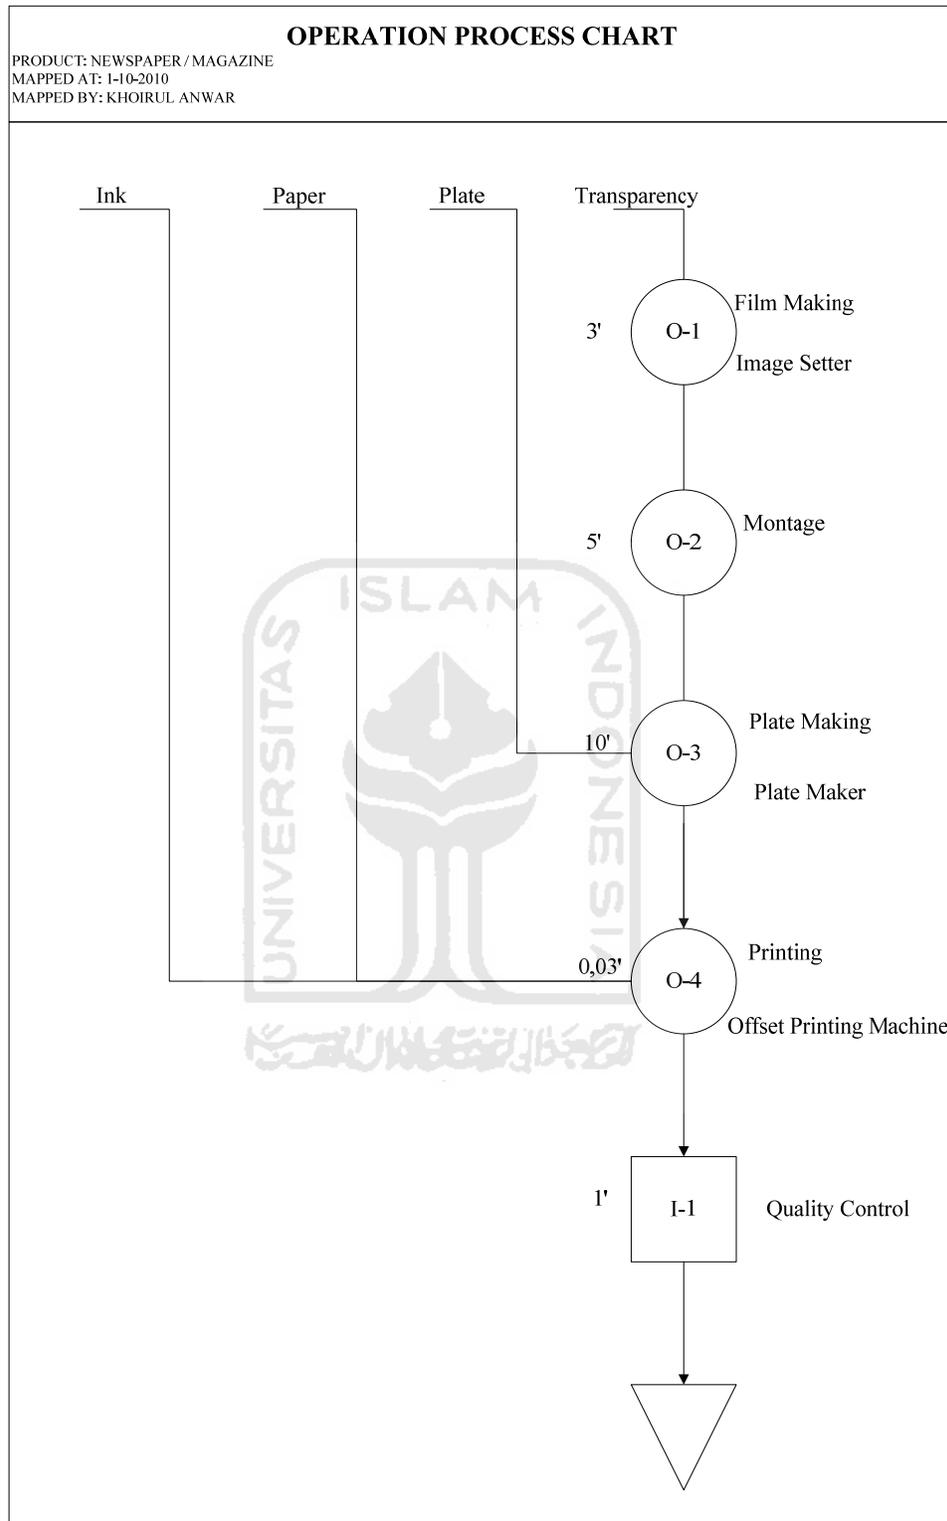 OPERATION PROCESS CHART
PRODUCT: NEWSPAPER / MAGAZINE
MAPPED AT: 1-10-2010
MAPPED BY: KHOIRUL ANWAR
Ink
Paper
Plate
Transparency
Film Making
3'
O-1
Image Setter
Montage
5'
O-2
Plate Making
10'
O-3
Plate Maker
Printing
0,03'
O-4
Offset Printing Machine
1'
I-1
Quality Control
UNIVERSITAS
ISLAM
INDONESIA